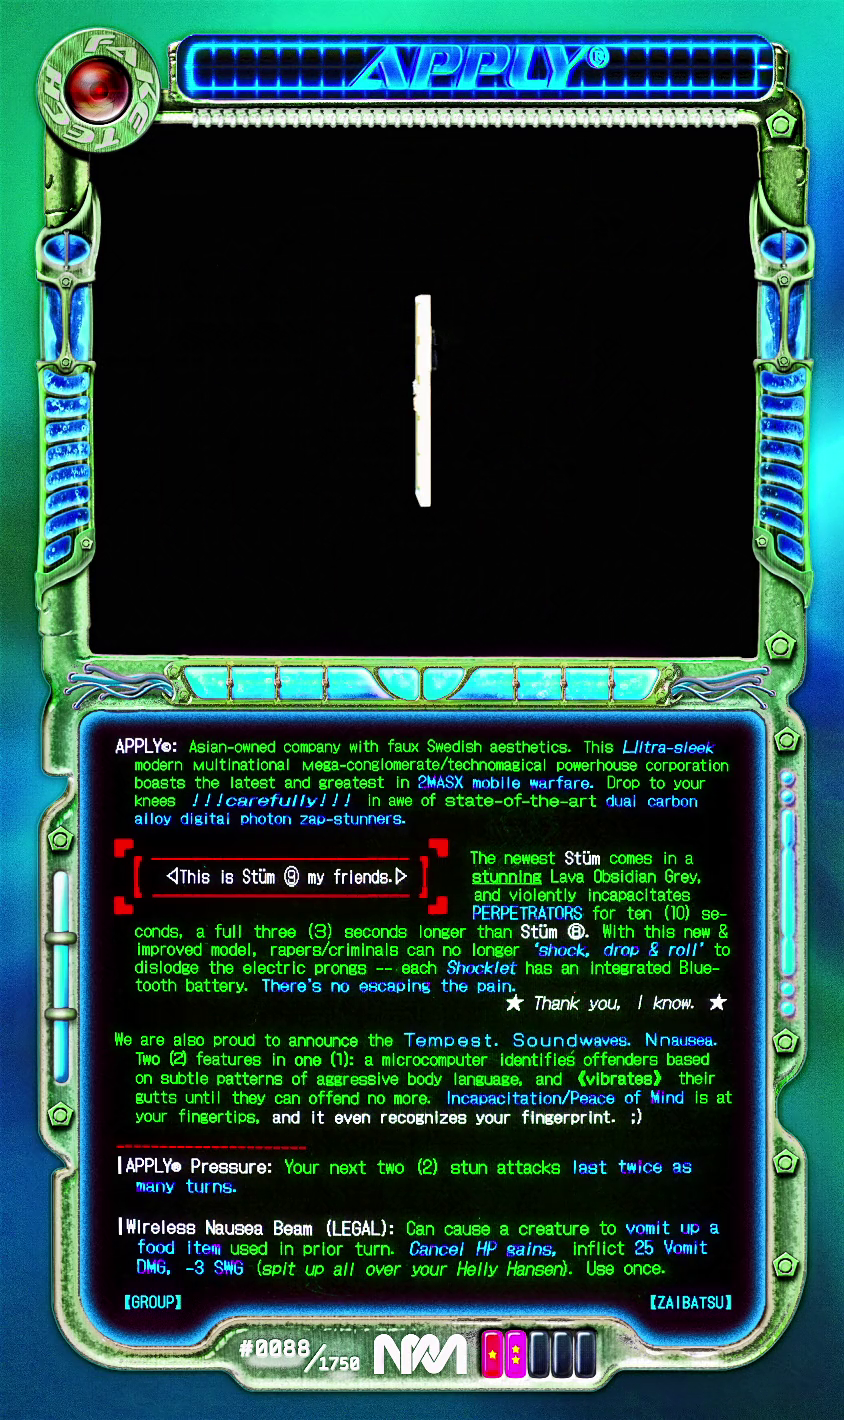 FAKE TECH
APPLY®
APPLY©: Asian-owned company with faux Swedish aesthetics. This Ultra-sleek
modern Multinational Mega-conglomerate/technomagical powerhouse corporation
boasts the latest and greatest in 2MASX mobile warfare. Drop to your
knees !!!carefully!!! in awe of state-of-the-art dual carbon
alloy digital photon zap-stunners.
◁This is Stüm ⑨ my friends.▷
The newest Stüm comes in a
stunning Lava Obsidian Grey,
and violently incapacitates
PERPETRATORS for ten (10) se-
conds, a full three (3) seconds longer than Stüm ⑧. With this new &
improved model, rapers/criminals can no longer 'shock, drop & roll' to
dislodge the electric prongs -- each Shocklet has an integrated Blue-
tooth battery. There's no escaping the pain.
★ Thank you, I know. ★
We are also proud to announce the Tempest. Soundwaves. Nnausea.
Two (2) features in one (1): a microcomputer identifies offenders based
on subtle patterns of aggressive body language, and 《vibrates》 their
guts until they can offend no more. Incapacitation/Peace of Mind is at
your fingertips, and it even recognizes your fingerprint. ;)
----------------------
|APPLY® Pressure: Your next two (2) stun attacks last twice as
many turns.
|Wireless Nausea Beam (LEGAL): Can cause a creature to vomit up a
food item used in prior turn. Cancel HP gains, inflict 25 Vomit
DMG, -3 SWG (spit up all over your Helly Hansen). Use once.
【GROUP】 【ZAIBATSU】
#0088/1750 NPM